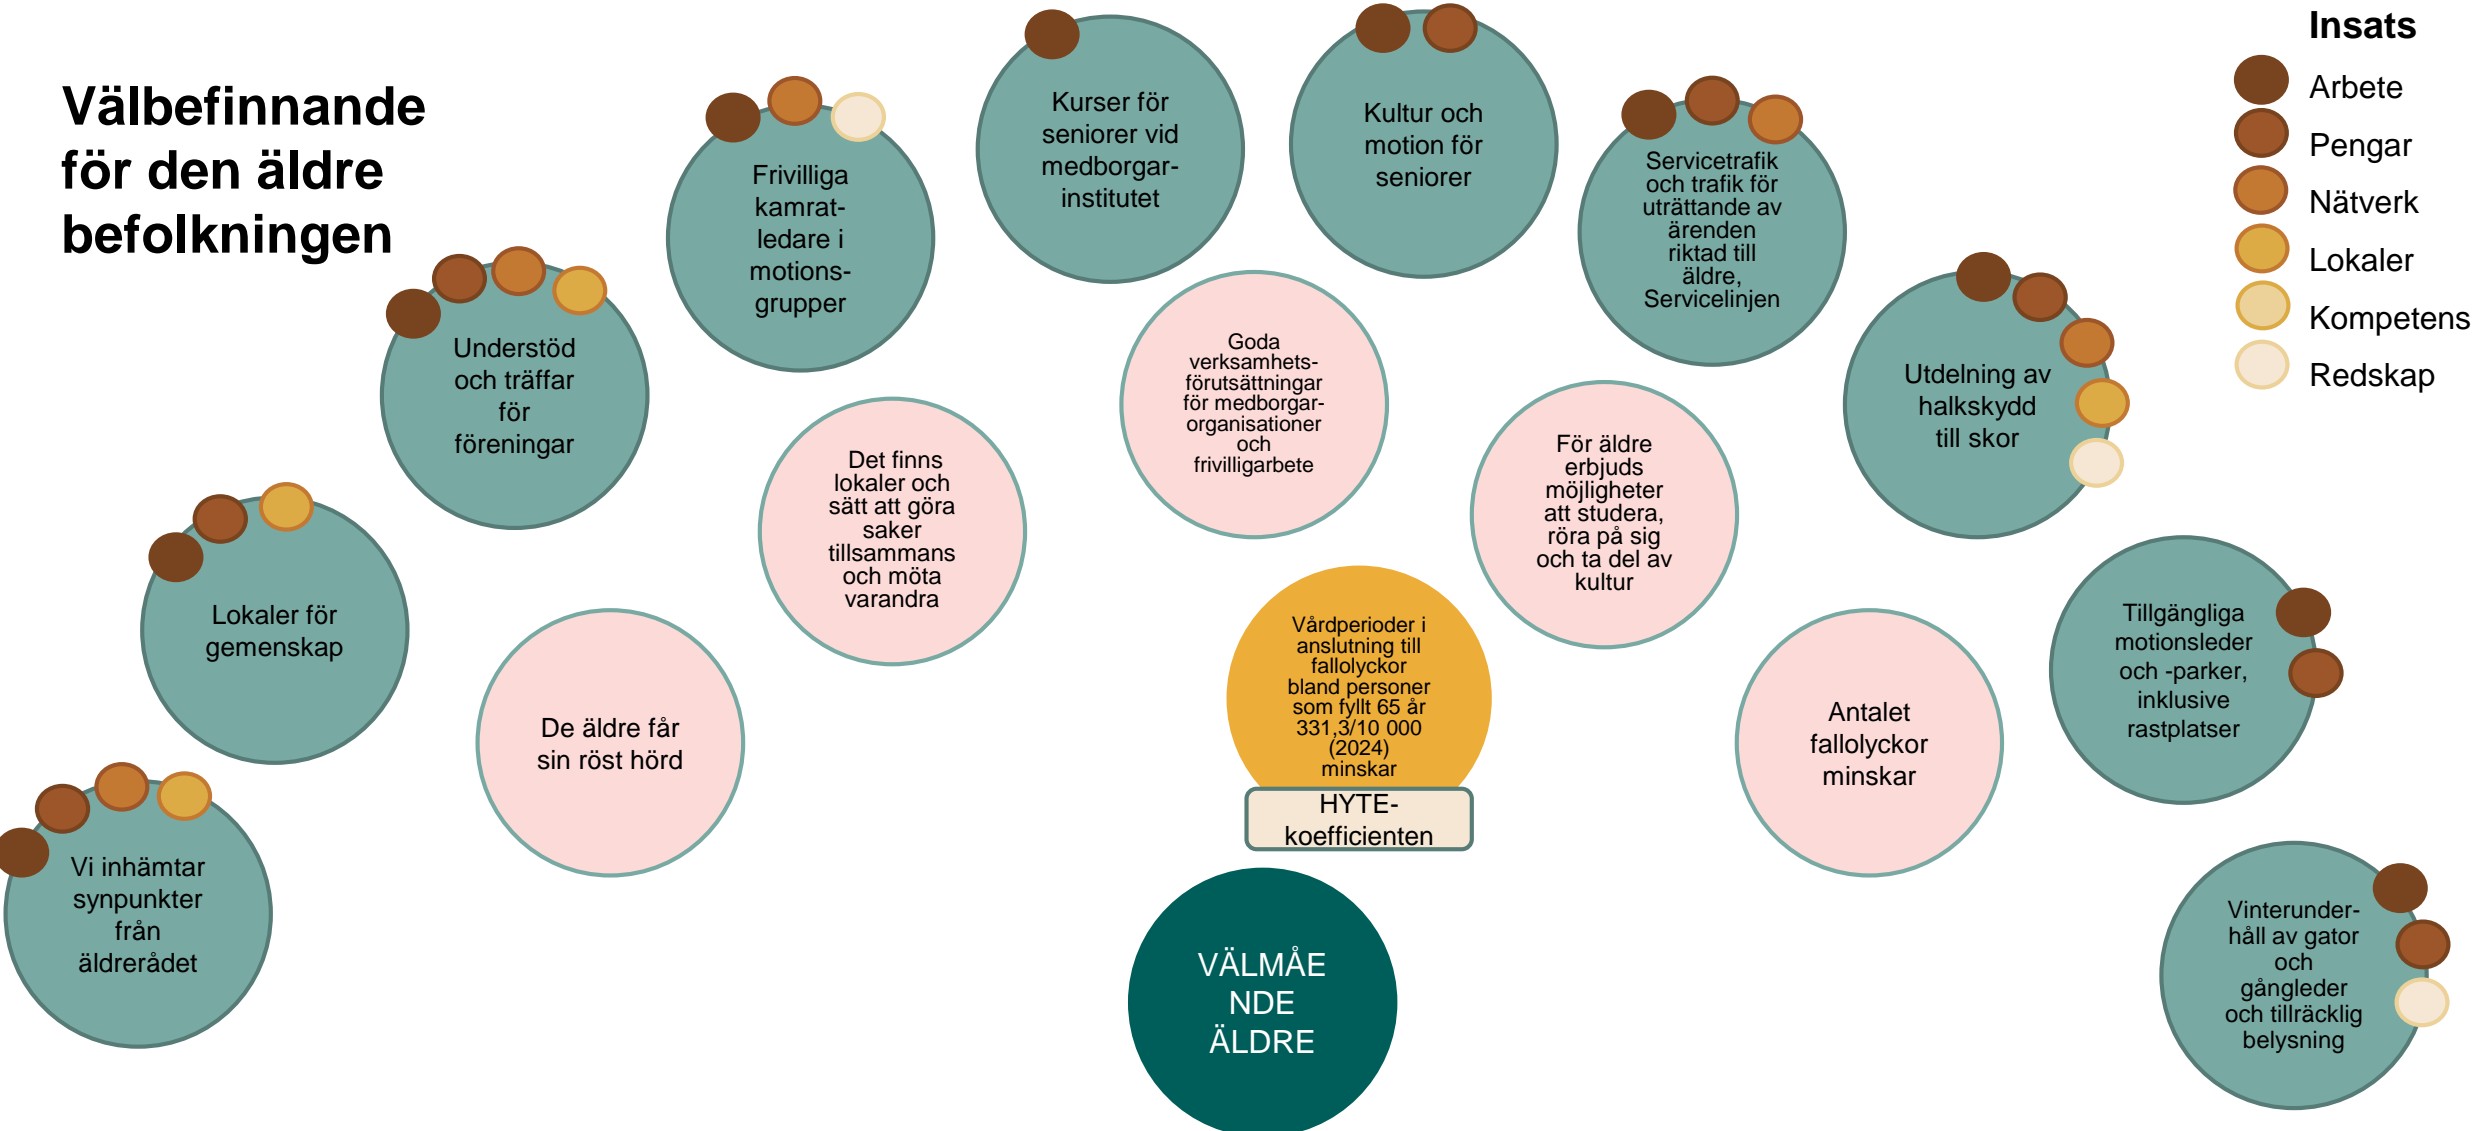 Välbefinnande
för den äldre
befolkningen
Insats
Arbete
Pengar
Nätverk
Lokaler
Kompetens
Redskap
Vi inhämtar
synpunkter
från
äldrerådet
Lokaler för
gemenskap
Understöd
och träffar
för
föreningar
Frivilliga
kamrat-
ledare i
motions-
grupper
Kurser för
seniorer vid
medborgar-
institutet
Kultur och
motion för
seniorer
Servicetrafik
och trafik för
uträttande av
ärenden
riktad till
äldre,
Servicelinjen
Utdelning av
halkskydd
till skor
Tillgängliga
motionsleder
och -parker,
inklusive
rastplatser
Vinterunder-
håll av gator
och
gångleder
och tillräcklig
belysning
De äldre får
sin röst hörd
Det finns
lokaler och
sätt att göra
saker
tillsammans
och möta
varandra
Goda
verksamhets-
förutsättningar
för medborgar-
organisationer
och
frivilligarbete
För äldre
erbjuds
möjligheter
att studera,
röra på sig
och ta del av
kultur
Antalet
fallolyckor
minskar
Vårdperioder i
anslutning till
fallolyckor
bland personer
som fyllt 65 år
331,3/10 000
(2024)
minskar
HYTE-
koefficienten
VÄLMÅE
NDE
ÄLDRE